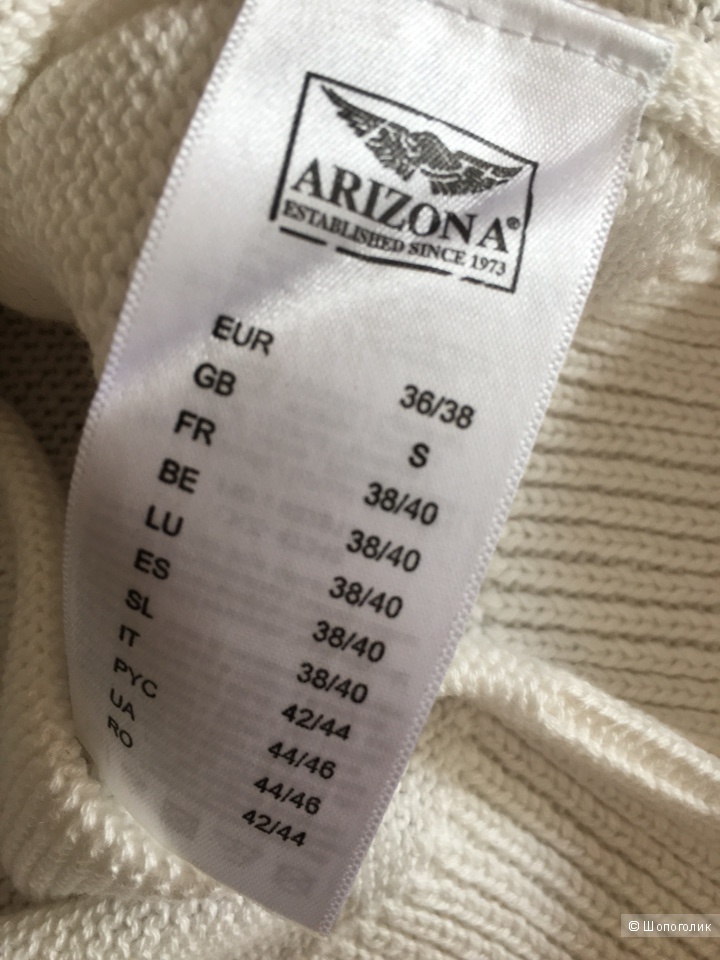 ARIZONA®
ESTABLISHED SINCE 1973
EUR 36/38
GB S
FR 38/40
BE 38/40
LU 38/40
ES 38/40
SL 38/40
IT 42/44
РУС 44/46
UA 44/46
RO 42/44
© Шопоголик